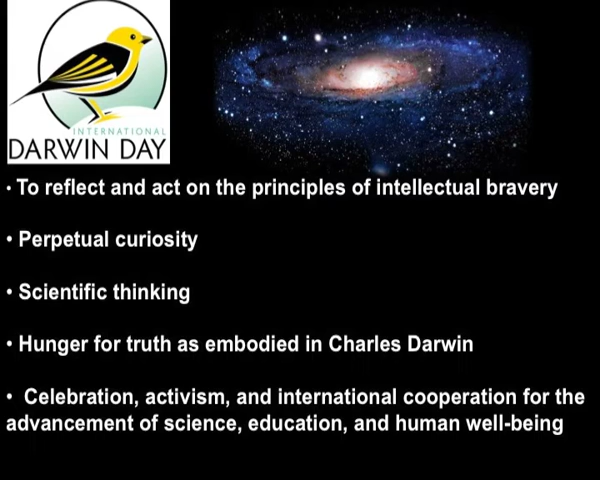 INTERNATIONAL
DARWIN DAY
• To reflect and act on the principles of intellectual bravery
• Perpetual curiosity
• Scientific thinking
• Hunger for truth as embodied in Charles Darwin
• Celebration, activism, and international cooperation for the
advancement of science, education, and human well-being